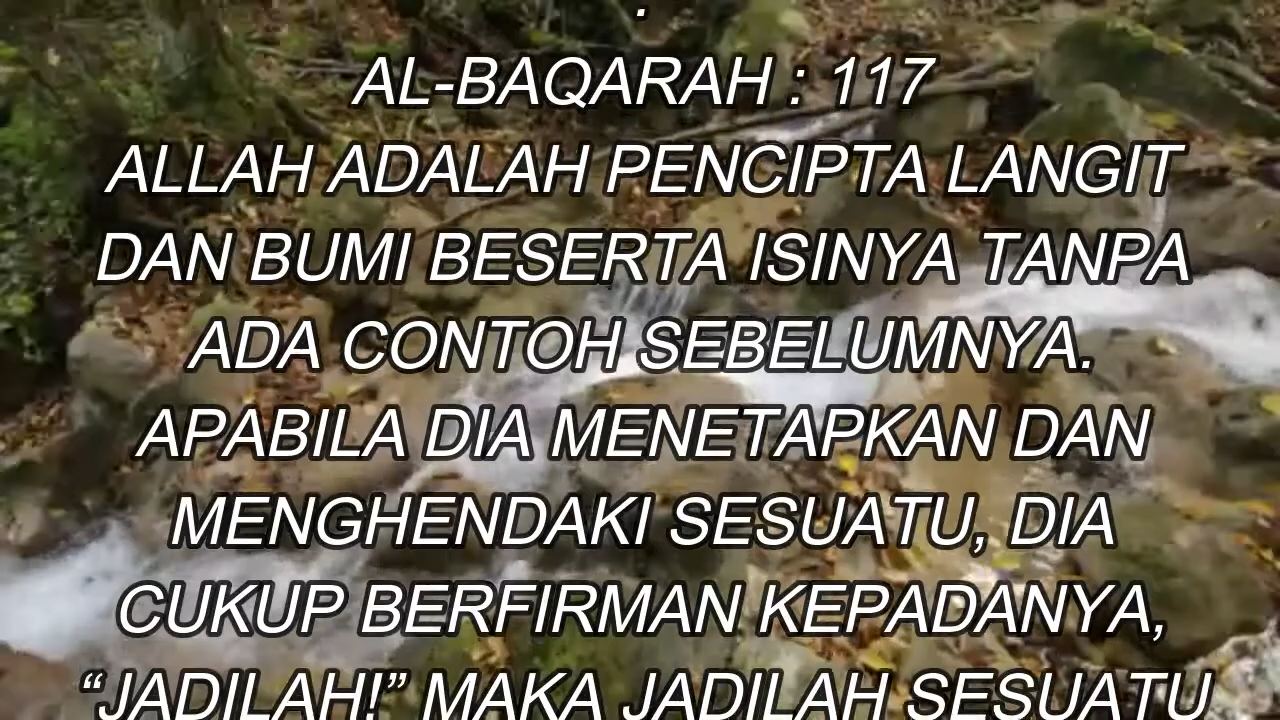 .
AL-BAQARAH : 117
ALLAH ADALAH PENCIPTA LANGIT
DAN BUMI BESERTA ISINYA TANPA
ADA CONTOH SEBELUMNYA.
APABILA DIA MENETAPKAN DAN
MENGHENDAKI SESUATU, DIA
CUKUP BERFIRMAN KEPADANYA,
“JADILAH!” MAKA JADILAH SESUATU